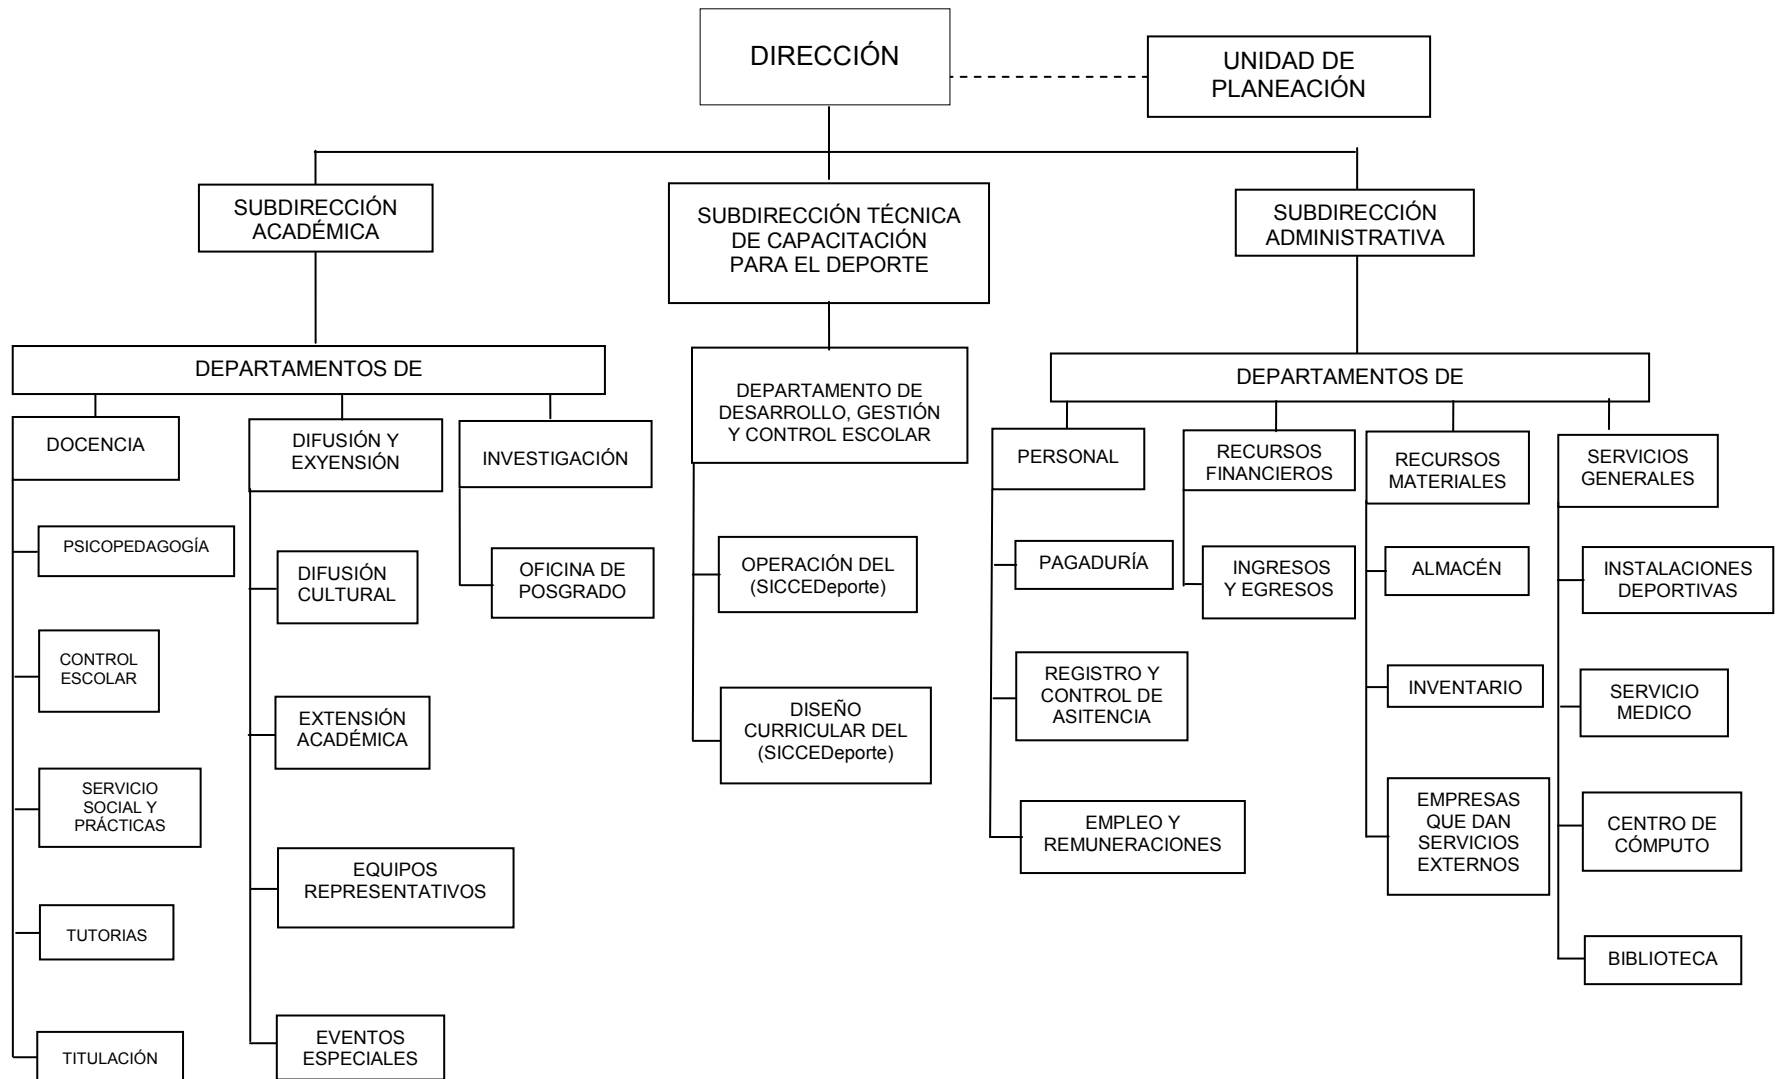 DIRECCIÓN
UNIDAD DE
PLANEACIÓN
SUBDIRECCIÓN
ACADÉMICA
SUBDIRECCIÓN TÉCNICA
DE CAPACITACIÓN
PARA EL DEPORTE
SUBDIRECCIÓN
ADMINISTRATIVA
DEPARTAMENTOS DE
DOCENCIA
PSICOPEDAGOGÍA
CONTROL
ESCOLAR
SERVICIO
SOCIAL Y
PRÁCTICAS
TUTORIAS
TITULACIÓN
DIFUSIÓN Y
EXYENSIÓN
DIFUSIÓN
CULTURAL
EXTENSIÓN
ACADÉMICA
EQUIPOS
REPRESENTATIVOS
EVENTOS
ESPECIALES
INVESTIGACIÓN
OFICINA DE
POSGRADO
DEPARTAMENTO DE
DESARROLLO, GESTIÓN
Y CONTROL ESCOLAR
OPERACIÓN DEL
(SICCEDeporte)
DISEÑO
CURRICULAR DEL
(SICCEDeporte)
DEPARTAMENTOS DE
PERSONAL
PAGADURÍA
REGISTRO Y
CONTROL DE
ASITENCIA
EMPLEO Y
REMUNERACIONES
RECURSOS
FINANCIEROS
INGRESOS
Y EGRESOS
RECURSOS
MATERIALES
ALMACÉN
INVENTARIO
EMPRESAS
QUE DAN
SERVICIOS
EXTERNOS
SERVICIOS
GENERALES
INSTALACIONES
DEPORTIVAS
SERVICIO
MEDICO
CENTRO DE
CÓMPUTO
BIBLIOTECA